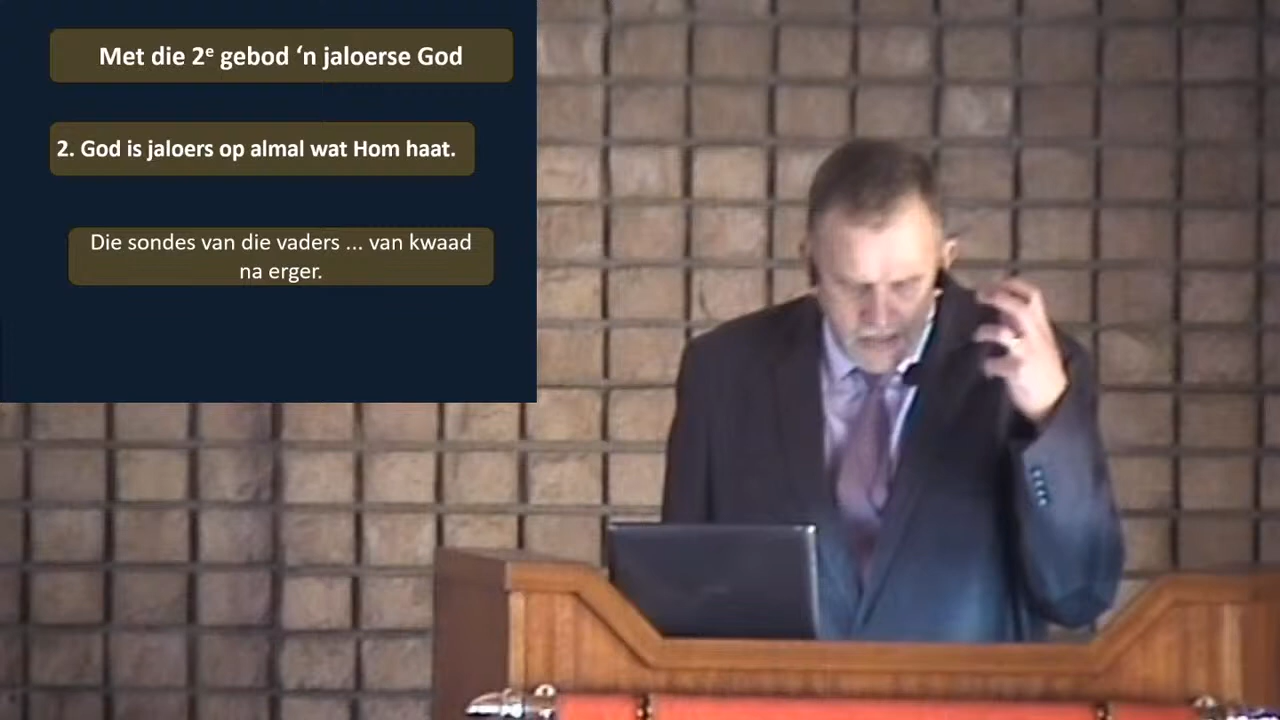 Met die 2e gebod ‘n jaloerse God
2. God is jaloers op almal wat Hom haat.
Die sondes van die vaders ... van kwaad
na erger.